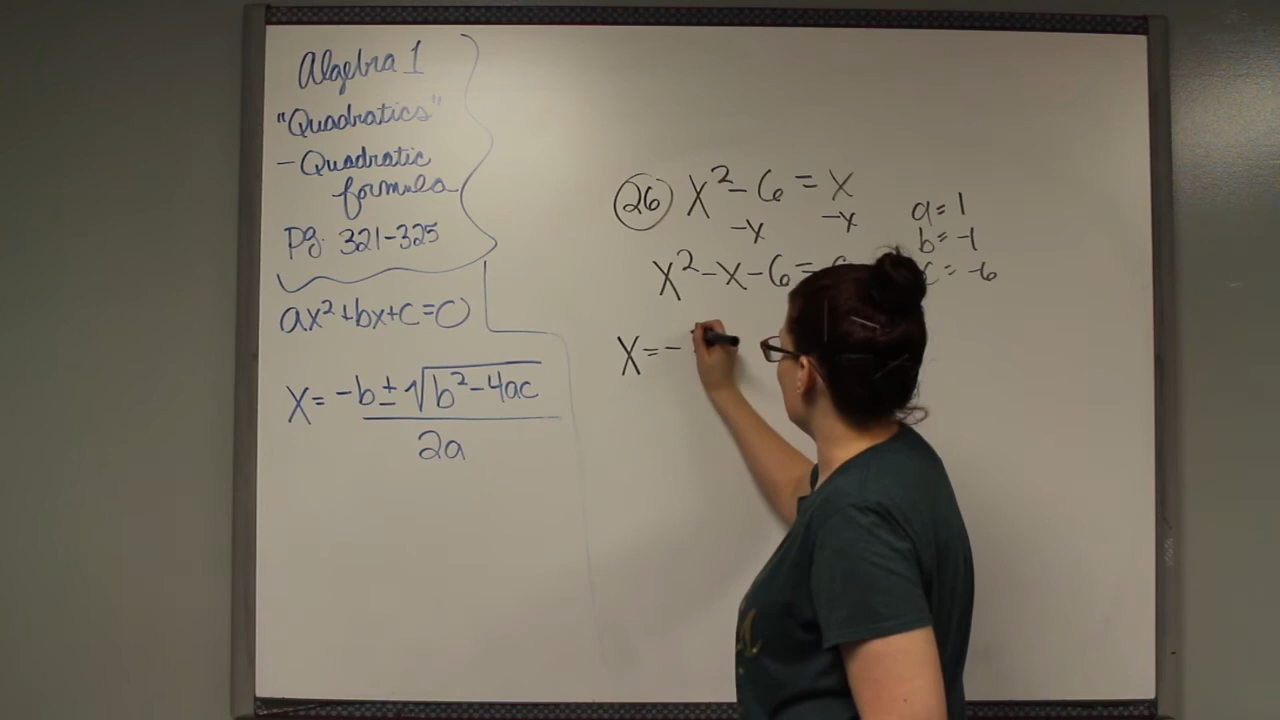 Algebra 1
"Quadratics"
- Quadratic
formula
Pg. 321-325
ax²+bx+c=0
X= -b±√b²-4ac
2a
26 X²-6=X
-x -x
X²-x-6=
X= -
a=1
b=-1
c=-6